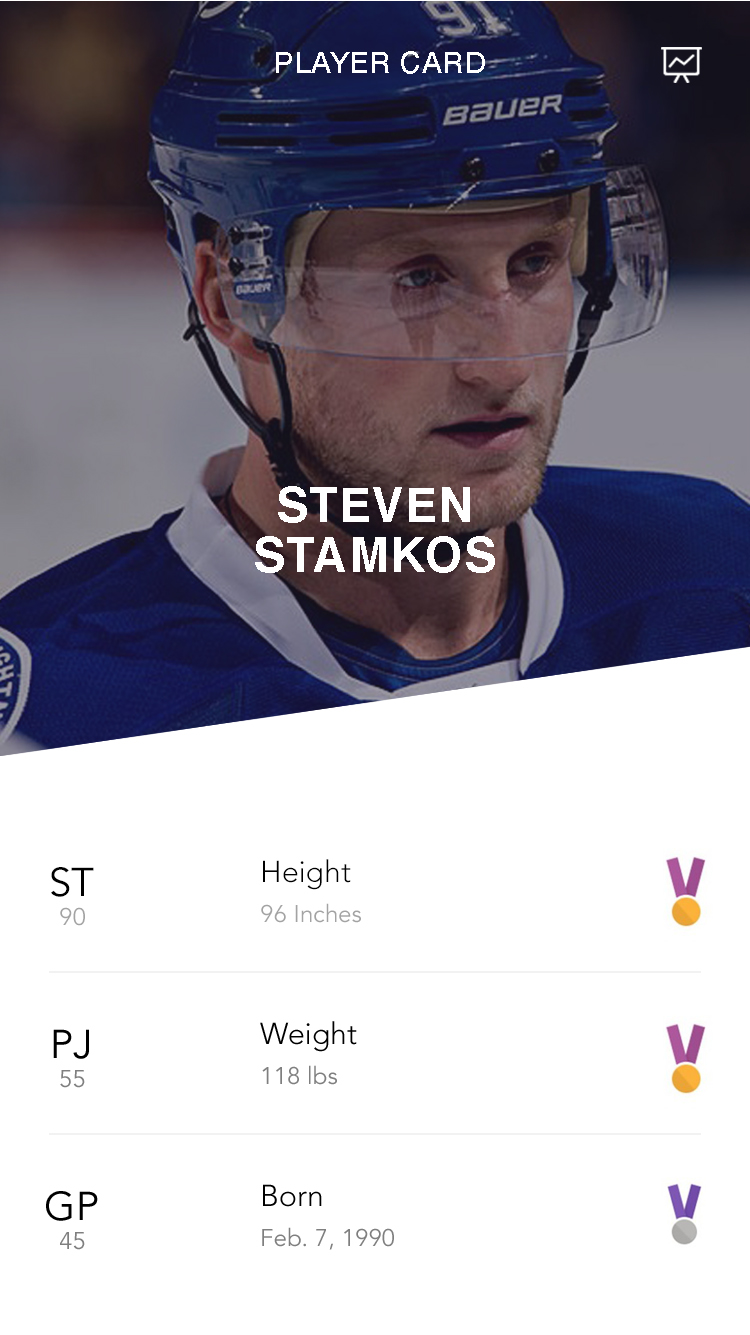 91
PLAYER CARD
BAUER
BAUER
STEVEN
STAMKOS
ST
90
Height
96 Inches
PJ
55
Weight
118 lbs
GP
45
Born
Feb. 7, 1990